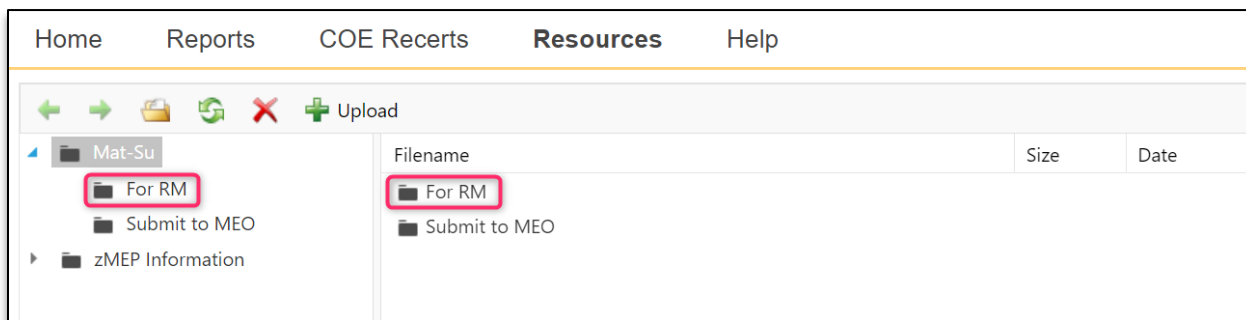 Home Reports COE Recerts Resources Help
Upload
Mat-Su
Filename Size Date
For RM
For RM
Submit to MEO
Submit to MEO
zMEP Information